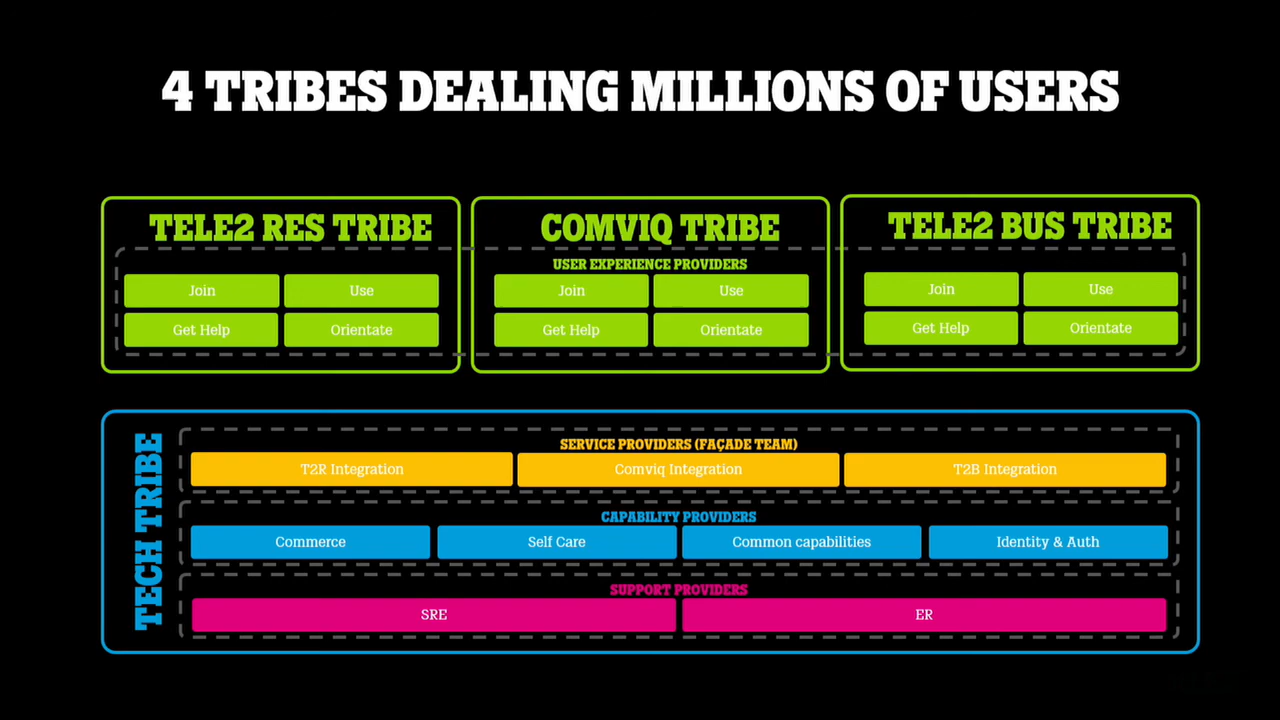 4 TRIBES DEALING MILLIONS OF USERS
TELE2 RES TRIBE
Join
Use
Get Help
Orientate
COMVIQ TRIBE
USER EXPERIENCE PROVIDERS
Join
Use
Get Help
Orientate
TELE2 BUS TRIBE
Join
Use
Get Help
Orientate
TECH TRIBE
SERVICE PROVIDERS (FAÇADE TEAM)
T2R Integration
Comviq Integration
T2B Integration
CAPABILITY PROVIDERS
Commerce
Self Care
Common capabilities
Identity & Auth
SUPPORT PROVIDERS
SRE
ER